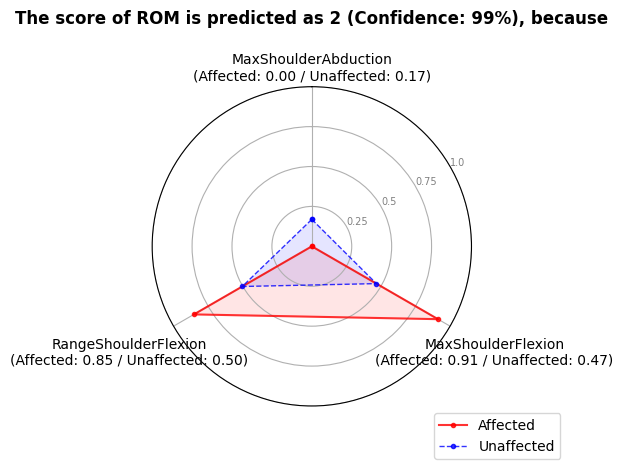 The score of ROM is predicted as 2 (Confidence: 99%), because
MaxShoulderAbduction
(Affected: 0.00 / Unaffected: 0.17)
1.0
0.75
0.5
0.25
RangeShoulderFlexion
(Affected: 0.85 / Unaffected: 0.50)
MaxShoulderFlexion
(Affected: 0.91 / Unaffected: 0.47)
Affected
Unaffected